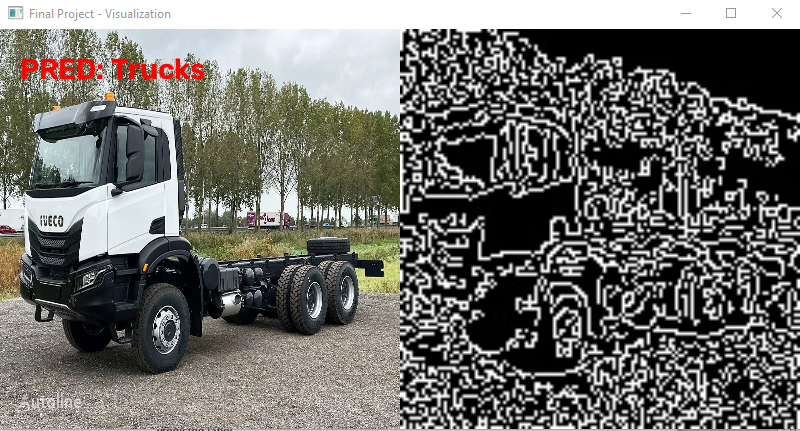 Final Project - Visualization
PRED: Trucks
IVECO
Autoline